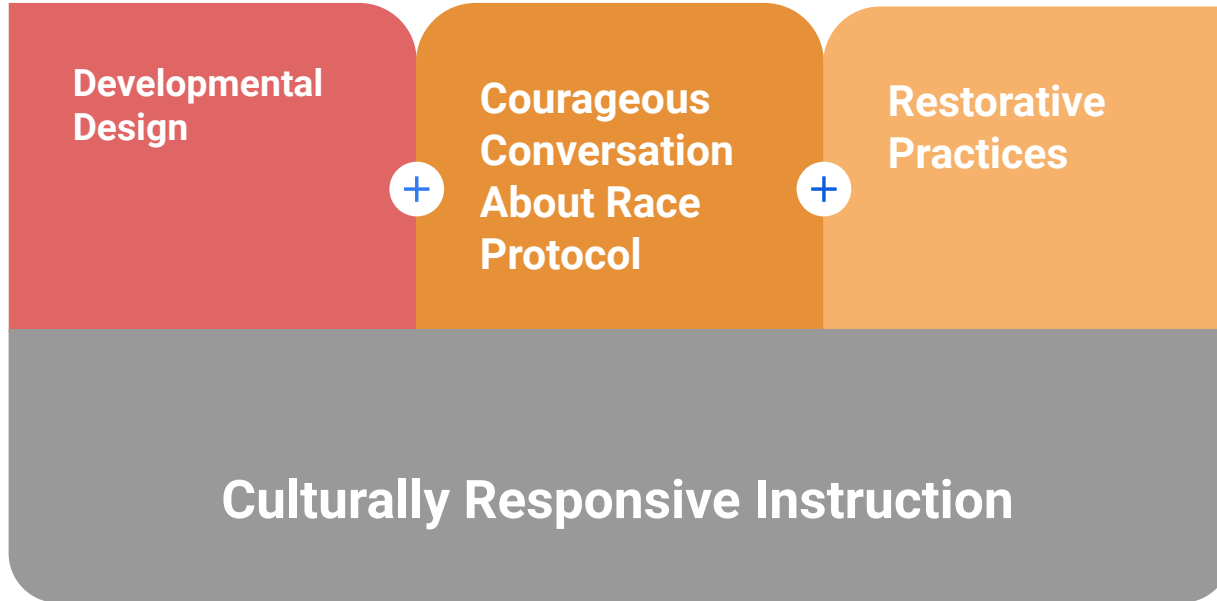 Developmental
Design
Courageous
Conversation
About Race
Protocol
Restorative
Practices
Culturally Responsive Instruction